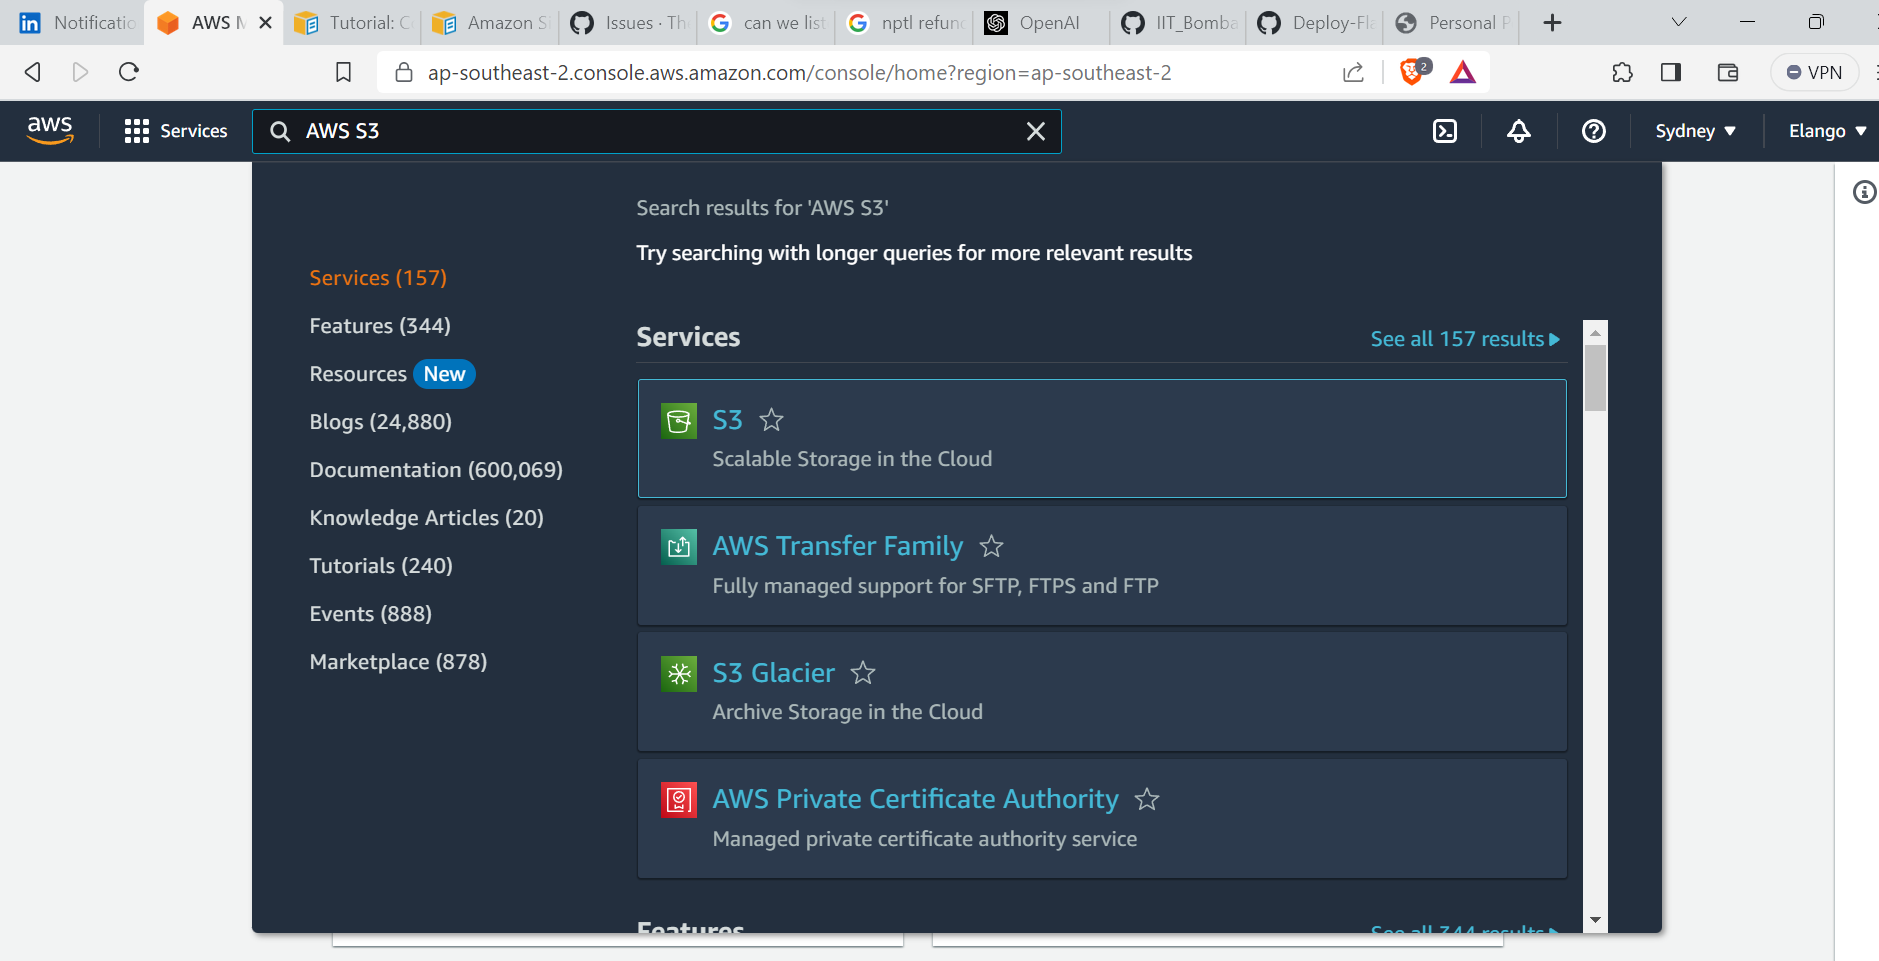 Notificatio
AWS M
Tutorial: C
Amazon Si
Issues · Th
can we list
nptl refund
OpenAI
IIT_Bomba
Deploy-Fla
Personal P
ap-southeast-2.console.aws.amazon.com/console/home?region=ap-southeast-2
2
VPN
aws
Services
AWS S3
Sydney
Elango
Search results for 'AWS S3'
Try searching with longer queries for more relevant results
Services (157)
Features (344)
Resources New
Blogs (24,880)
Documentation (600,069)
Knowledge Articles (20)
Tutorials (240)
Events (888)
Marketplace (878)
Services
See all 157 results
S3
Scalable Storage in the Cloud
AWS Transfer Family
Fully managed support for SFTP, FTPS and FTP
S3 Glacier
Archive Storage in the Cloud
AWS Private Certificate Authority
Managed private certificate authority service
Features
See all 344 results